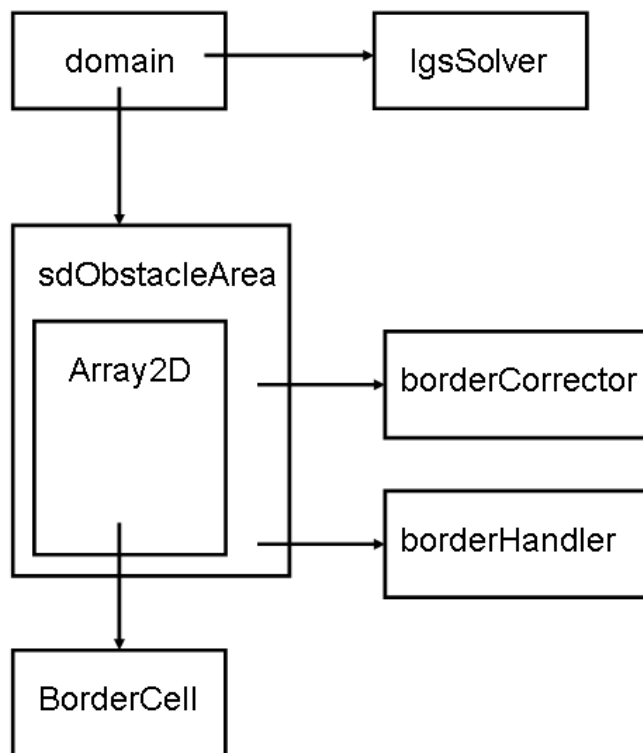 domain
lgsSolver
sdObstacleArea
Array2D
borderCorrector
borderHandler
BorderCell